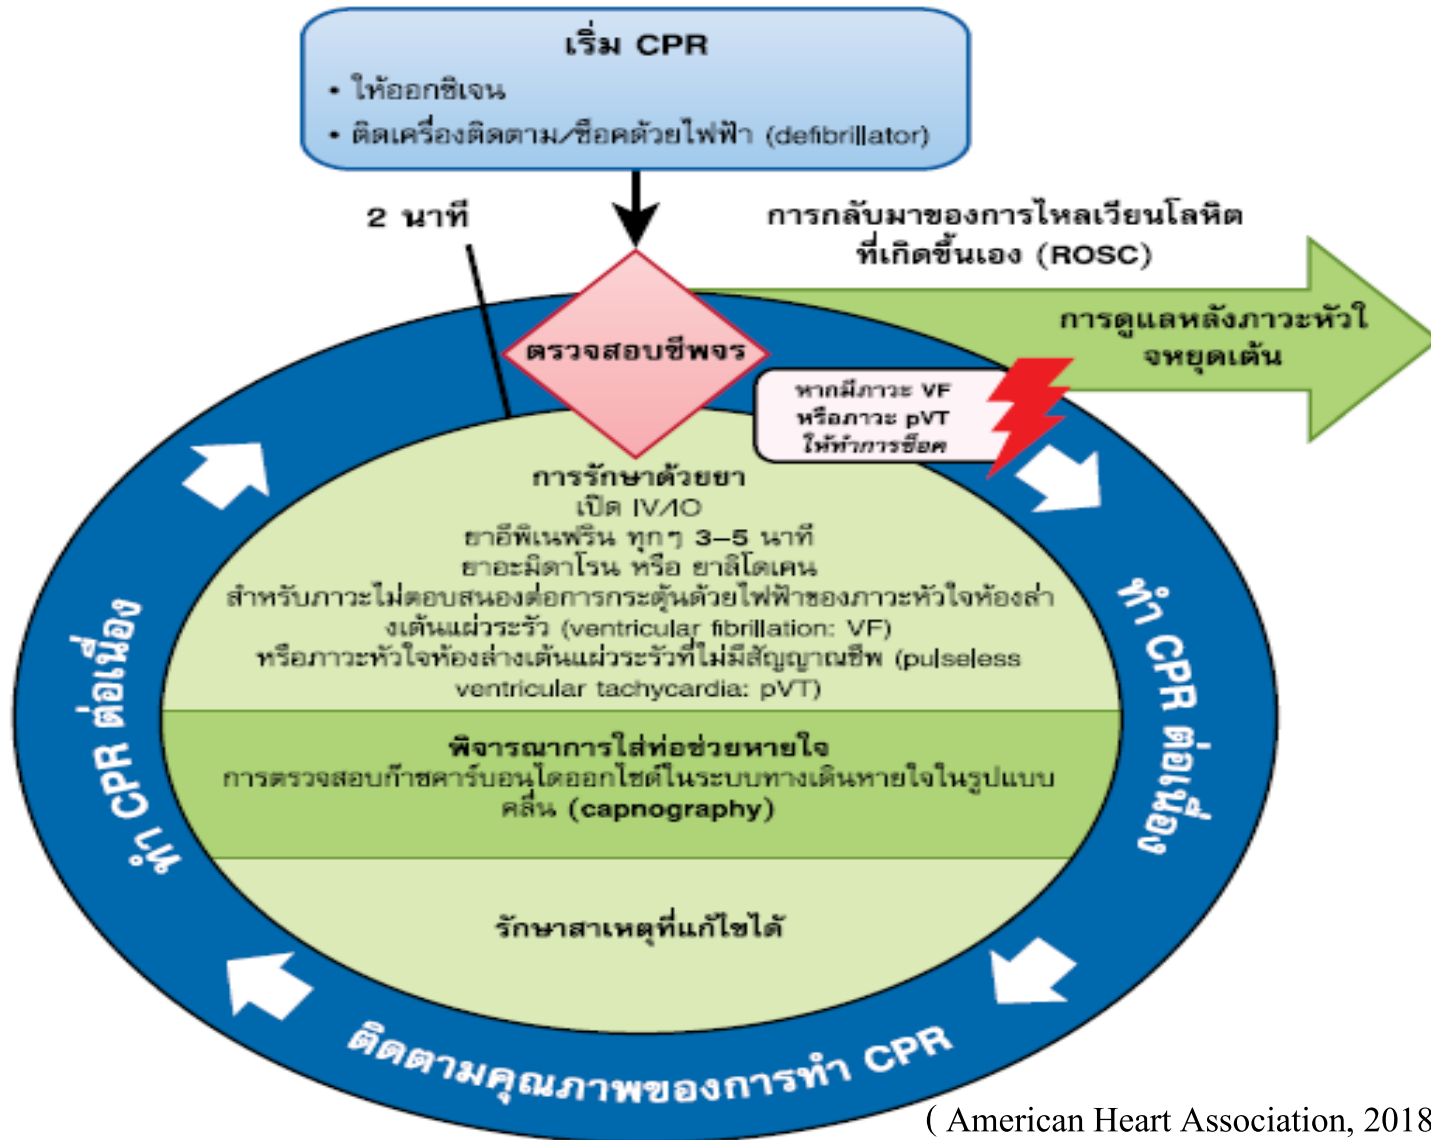 เริ่ม CPR
• ให้ออกซิเจน
• ติดเครื่องติดตาม/ช็อคด้วยไฟฟ้า (defibrillator)
2 นาที
การกลับมาของการไหลเวียนโลหิต
ที่เกิดขึ้นเอง (ROSC)
การดูแลหลังภาวะหัวใ
จหยุดเต้น
ตรวจสอบชีพจร
หากมีภาวะ VF
หรือภาวะ pVT
ให้ทำการช็อค
การรักษาด้วยยา
เปิด IV/IO
ยาอีพิเนฟริน ทุกๆ 3–5 นาที
ยาอะมิดาโรน หรือ ยาลิโดเคน
สำหรับภาวะไม่ตอบสนองต่อการกระตุ้นด้วยไฟฟ้าของภาวะหัวใจห้องล่า
งเต้นแผ่วระรัว (ventricular fibrillation: VF)
หรือภาวะหัวใจห้องล่างเต้นแผ่วระรัวที่ไม่มีสัญญาณชีพ (pulseless
ventricular tachycardia: pVT)
พิจารณาการใส่ท่อช่วยหายใจ
การตรวจสอบก๊าซคาร์บอนไดออกไซด์ในระบบทางเดินหายใจในรูปแบบ
คลื่น (capnography)
รักษาสาเหตุที่แก้ไขได้
ทำ CPR ต่อเนื่อง
ทำ CPR ต่อเนื่อง
ติดตามคุณภาพของการทำ CPR
( American Heart Association, 2018